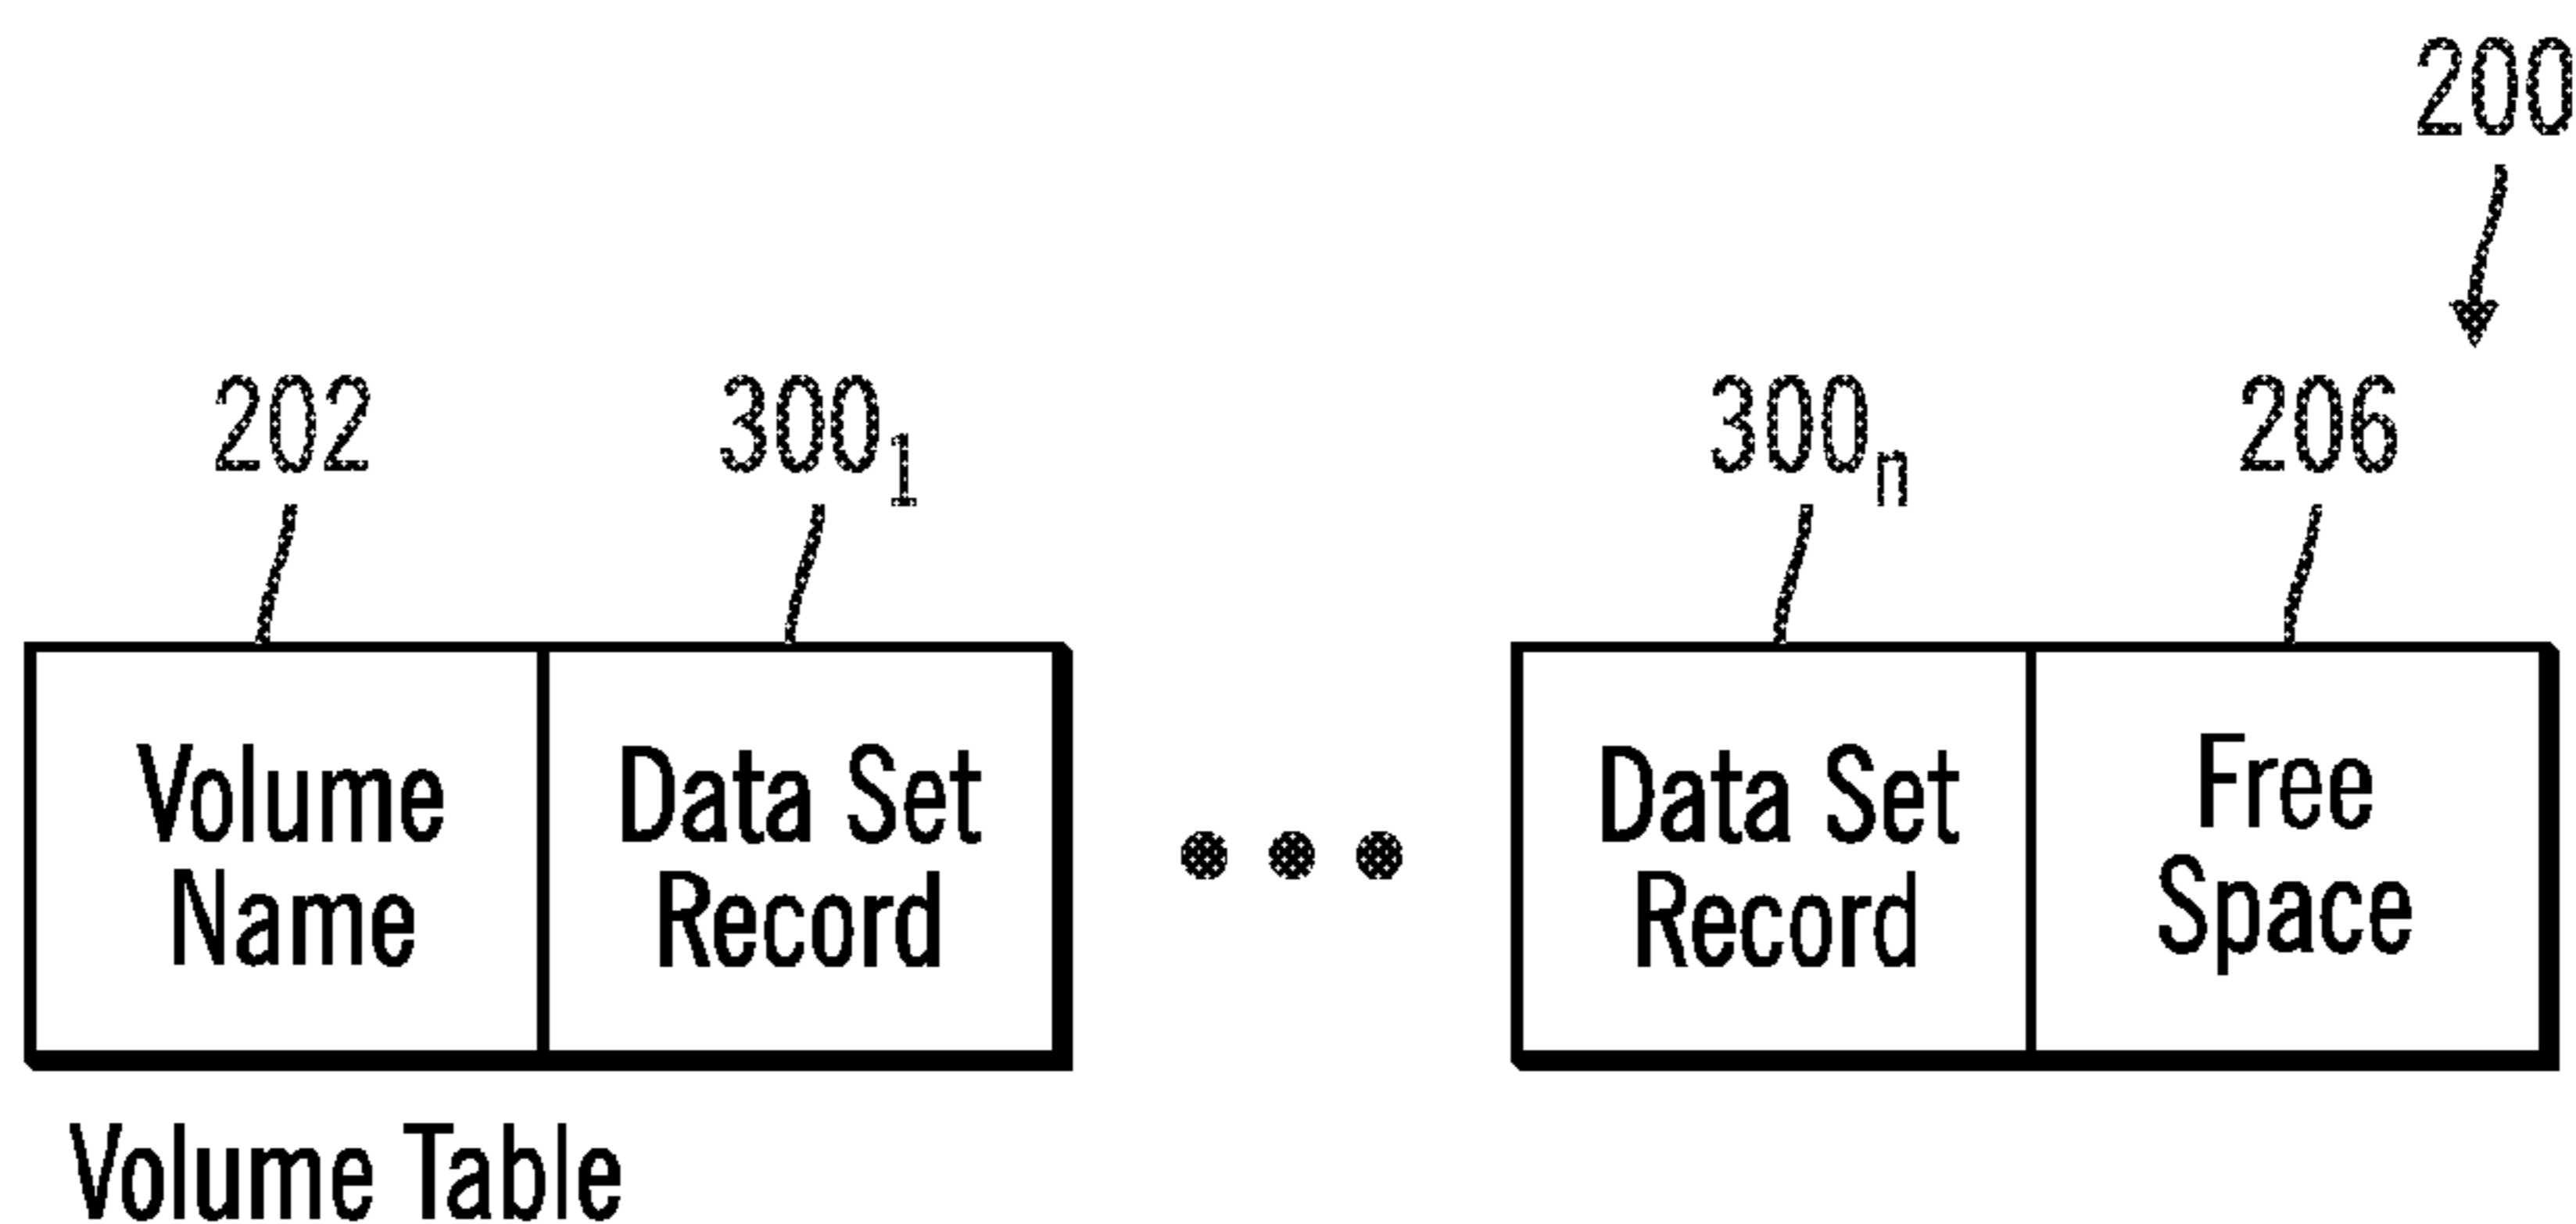 200
202 300₁ 300ₙ 206
Volume Name
Data Set Record
Data Set Record
Free Space
Volume Table